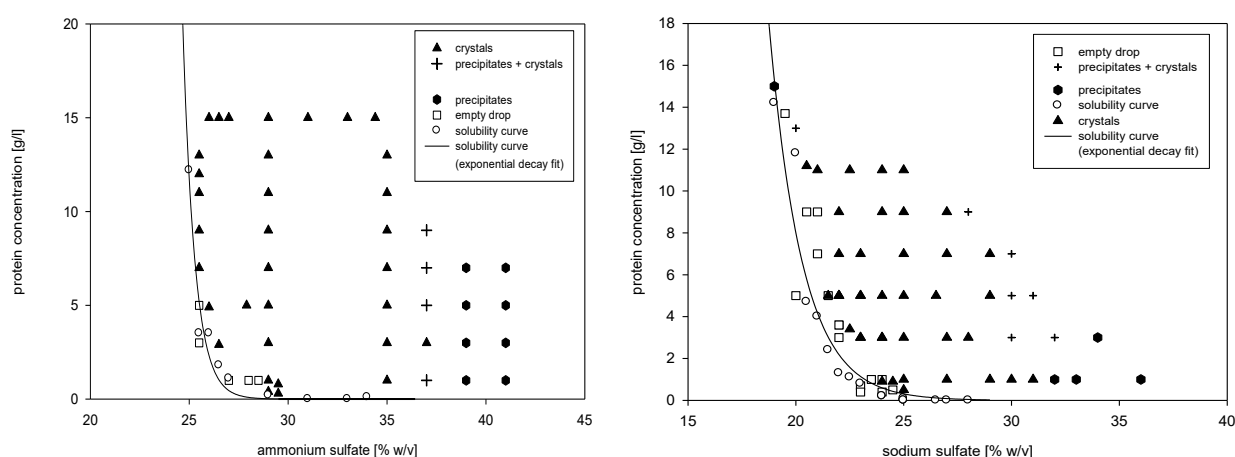 20
15
10
5
0
protein concentration [g/l]
20 25 30 35 40 45
ammonium sulfate [% w/v]
crystals
precipitates + crystals
precipitates
empty drop
solubility curve
solubility curve
(exponential decay fit)
18
16
14
12
10
8
6
4
2
0
protein concentration [g/l]
15 20 25 30 35 40
sodium sulfate [% w/v]
empty drop
precipitates + crystals
precipitates
solubility curve
crystals
solubility curve
(exponential decay fit)